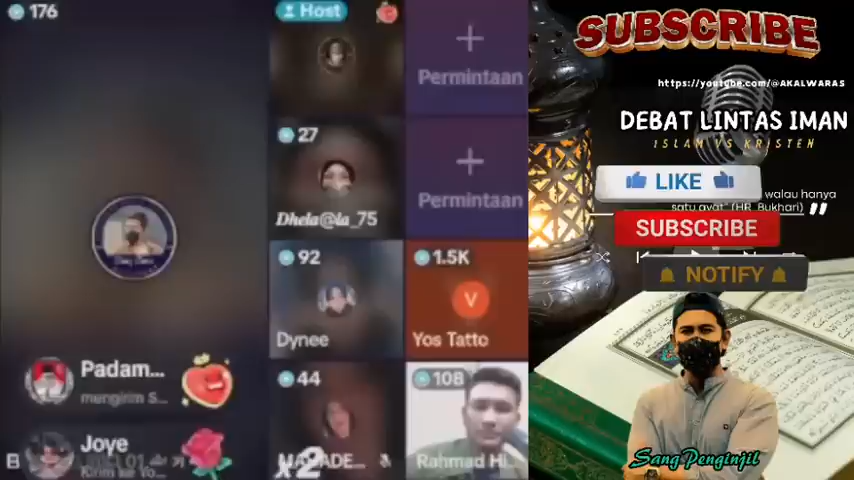 176
Host
Permintaan
27
Dhela@la_75
Permintaan
92
Dynee
1.5K
V
Yos Tatto
Padam...
mengirim S...
44
108
Rahmad Hi...
Joye
x2
SUBSCRIBE
https://youtube.com/@AKALWARAS
DEBAT LINTAS IMAN
ISLAM VS KRISTEN
LIKE
walau hanya
satu ayat" (HR. Bukhari)
SUBSCRIBE
NOTIFY
Sang Penginjil